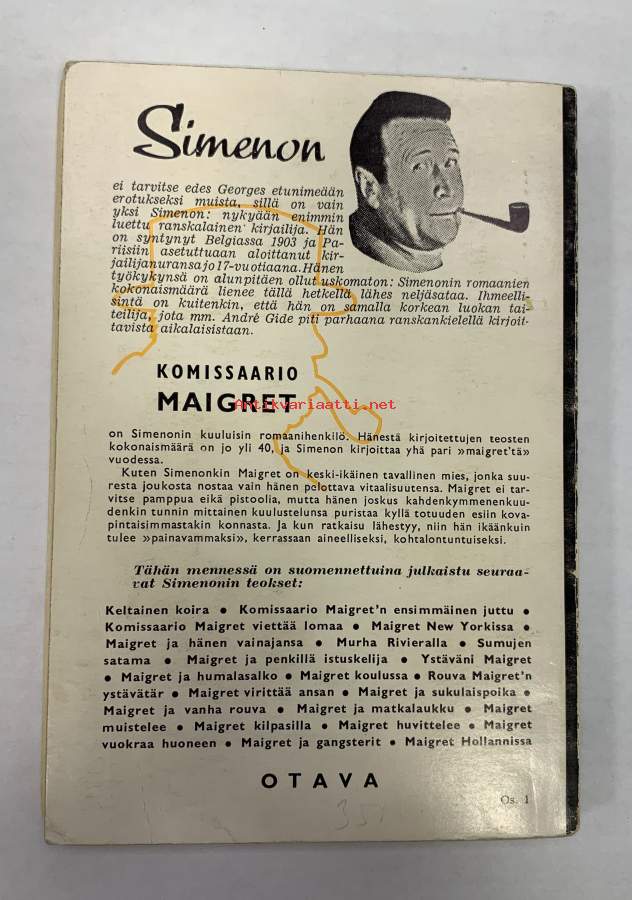 Simenon
ei tarvitse edes Georges etunimeään
erotukseksi muista, sillä on vain
yksi Simenon: nykyään enimmin
luettu ranskalainen kirjailija. Hän
on syntynyt Belgiassa 1903 ja Pa-
riisiin asetuttuaan aloittanut kir-
jailijanuransa jo 17-vuotiaana. Hänen
työkykynsä on alunpitäen ollut uskomaton: Simenonin romaanien
kokonaismäärä lienee tällä hetkellä lähes neljäsataa. Ihmeelli-
sintä on kuitenkin, että hän on samalla korkean luokan tai-
teilija, jota mm. André Gide piti parhaana ranskankielellä kirjoit-
tavista aikalaisistaan.
KOMISSAARIO
MAIGRET
Antikvariaatti.net
on Simenonin kuuluisin romaanihenkilö. Hänestä kirjoitettujen teosten
kokonaismäärä on jo yli 40, ja Simenon kirjoittaa yhä pari »maigret'tä»
vuodessa.
Kuten Simenonkin Maigret on keski-ikäinen tavallinen mies, jonka suu-
resta joukosta nostaa vain hänen pelottava vitaalisuutensa. Maigret ei tar-
vitse pamppua eikä pistoolia, mutta hänen joskus kahdenkymmenenkuu-
denkin tunnin mittainen kuulustelunsa puristaa kyllä totuuden esiin kova-
pintaisimmastakin konnasta. Ja kun ratkaisu lähestyy, niin hän ikäänkuin
tulee »painavammaksi», kerrassaan aineelliseksi, kohtalontuntuiseksi.
Tähän mennessä on suomennettuina julkaistu seuraa-
vat Simenonin teokset:
Keltainen koira • Komissaario Maigret'n ensimmäinen juttu •
Komissaario Maigret viettää lomaa • Maigret New Yorkissa •
Maigret ja hänen vainajansa • Murha Rivieralla • Sumujen
satama • Maigret ja penkillä istuskelija • Ystäväni Maigret
• Maigret ja humalasalko • Maigret koulussa • Rouva Maigret'n
ystävätär • Maigret virittää ansan • Maigret ja sukulaispoika •
Maigret ja vanha rouva • Maigret ja matkalaukku • Maigret
muistelee • Maigret kilpasilla • Maigret huvittelee • Maigret
vuokraa huoneen • Maigret ja gangsterit • Maigret Hollannissa
OTAVA
Os. 1